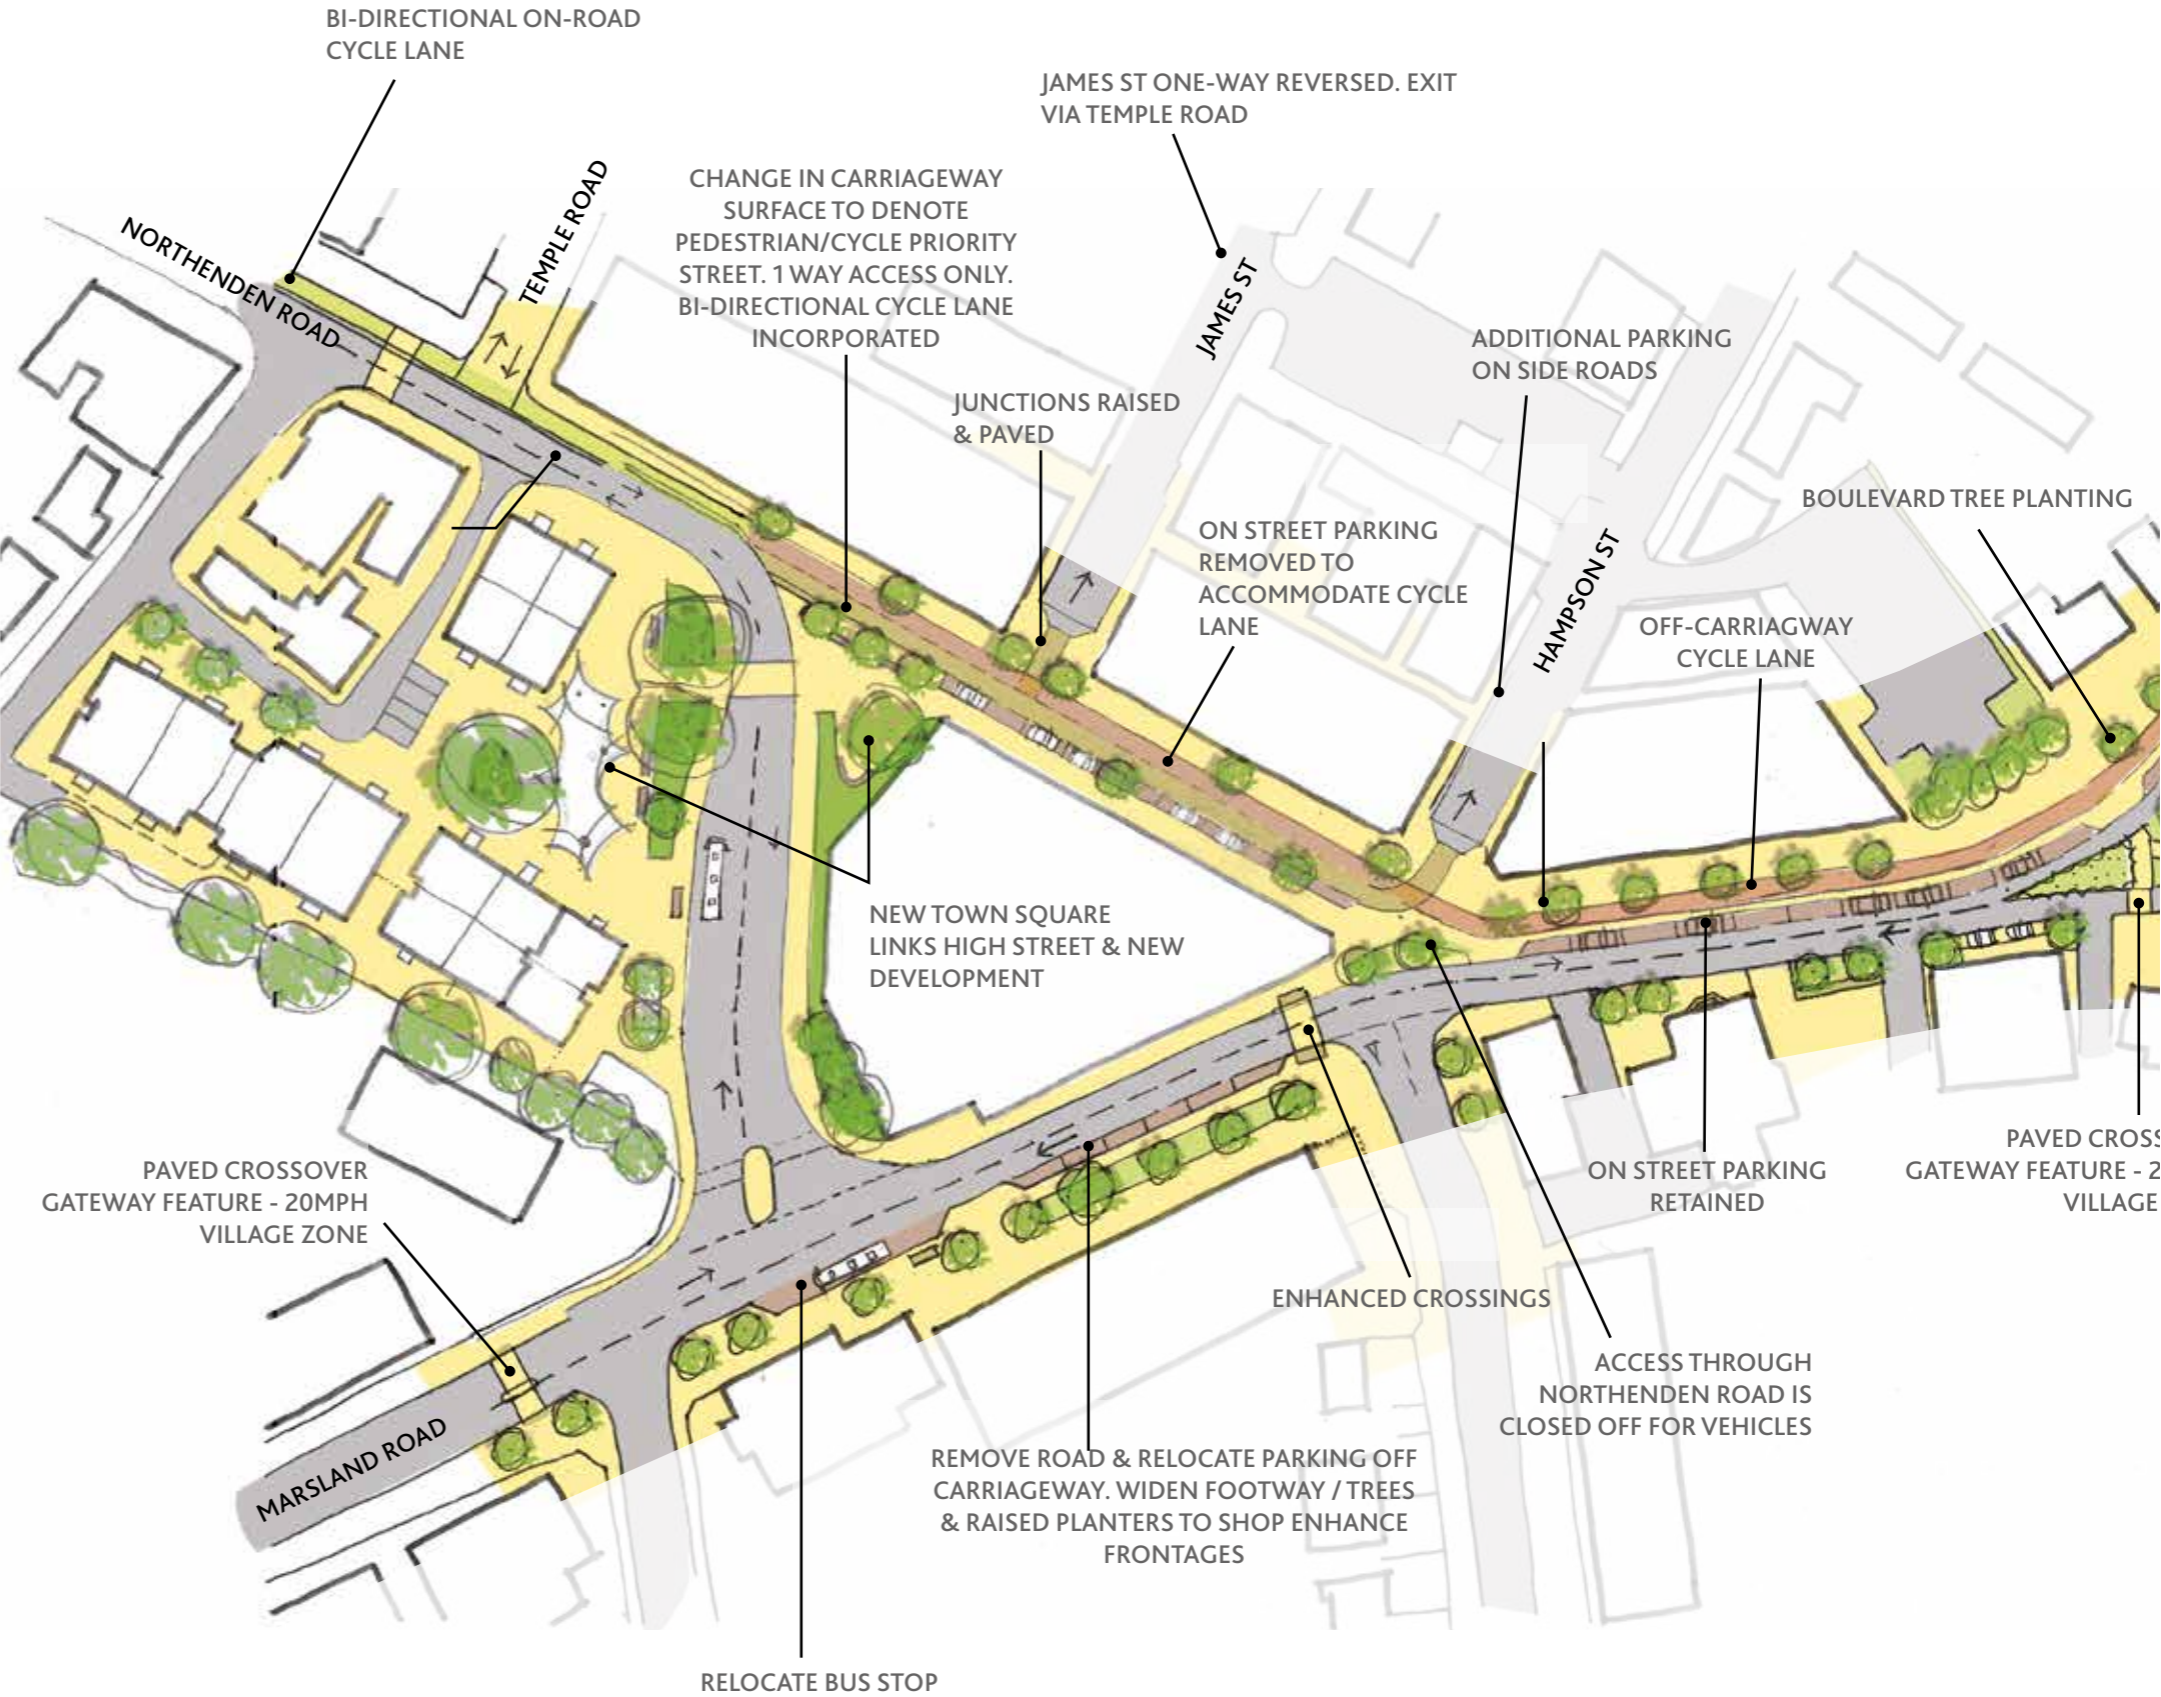 BI-DIRECTIONAL ON-ROAD
CYCLE LANE
JAMES ST ONE-WAY REVERSED. EXIT
VIA TEMPLE ROAD
CHANGE IN CARRIAGEWAY
SURFACE TO DENOTE
PEDESTRIAN/CYCLE PRIORITY
STREET. 1 WAY ACCESS ONLY.
BI-DIRECTIONAL CYCLE LANE
INCORPORATED
TEMPLE ROAD
NORTHENDEN ROAD
JAMES ST
ADDITIONAL PARKING
ON SIDE ROADS
JUNCTIONS RAISED
& PAVED
BOULEVARD TREE PLANTING
ON STREET PARKING
REMOVED TO
ACCOMMODATE CYCLE
LANE
HAMPSON ST
OFF-CARRIAGWAY
CYCLE LANE
NEW TOWN SQUARE
LINKS HIGH STREET & NEW
DEVELOPMENT
PAVED CROSSOVER
GATEWAY FEATURE - 20MPH
VILLAGE ZONE
ON STREET PARKING
RETAINED
PAVED CROSS
GATEWAY FEATURE - 2
VILLAGE
ENHANCED CROSSINGS
ACCESS THROUGH
NORTHENDEN ROAD IS
CLOSED OFF FOR VEHICLES
MARSLAND ROAD
REMOVE ROAD & RELOCATE PARKING OFF
CARRIAGEWAY. WIDEN FOOTWAY / TREES
& RAISED PLANTERS TO SHOP ENHANCE
FRONTAGES
RELOCATE BUS STOP